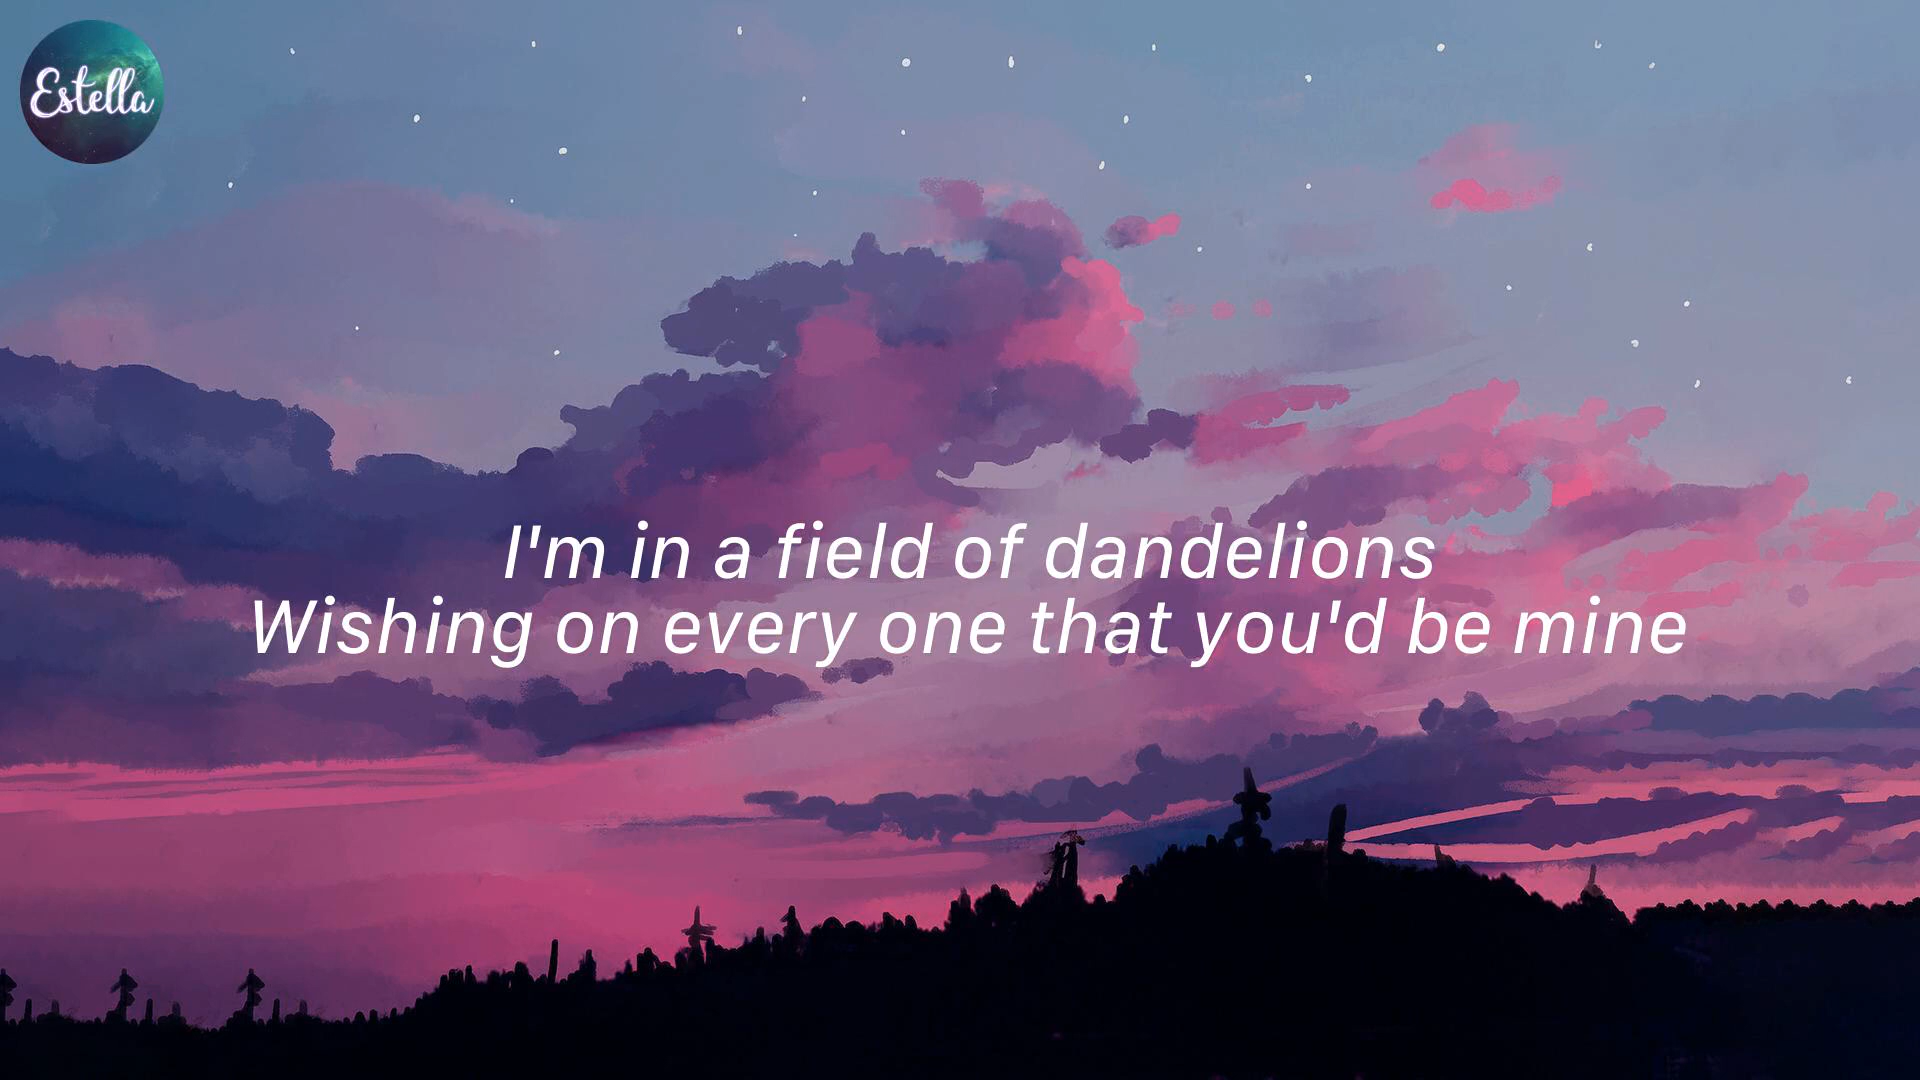 Estella
I'm in a field of dandelions
Wishing on every one that you'd be mine